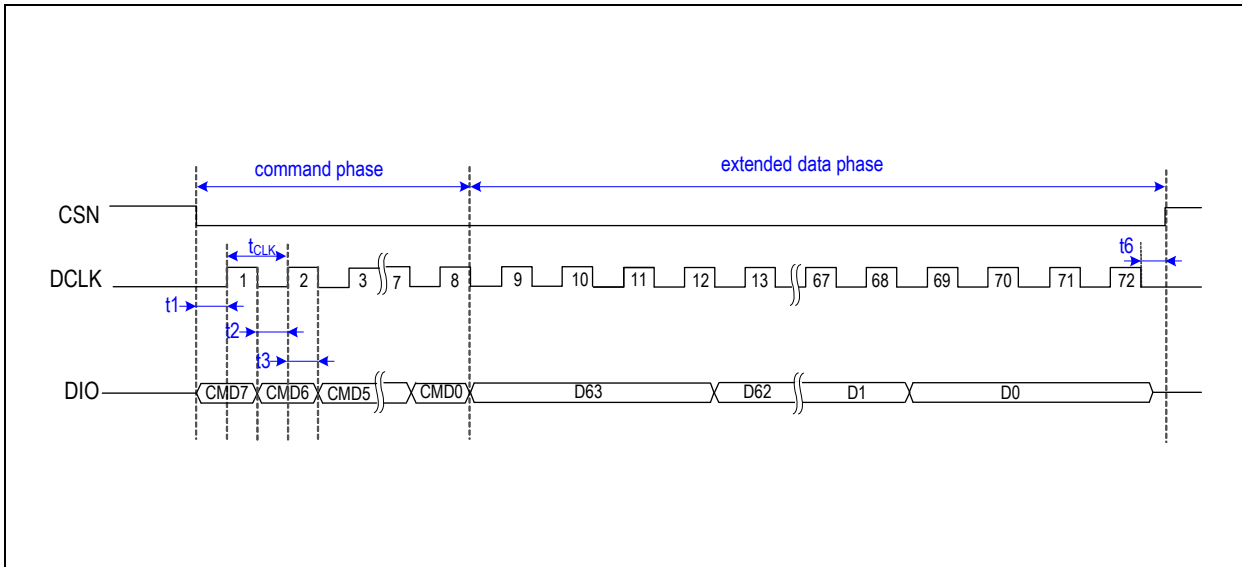 command phase
extended data phase
CSN
tCLK
t6
DCLK
1 2 3 7 8 9 10 11 12 13 67 68 69 70 71 72
t1
t2
t3
DIO
CMD7 CMD6 CMD5 CMD0 D63 D62 D1 D0